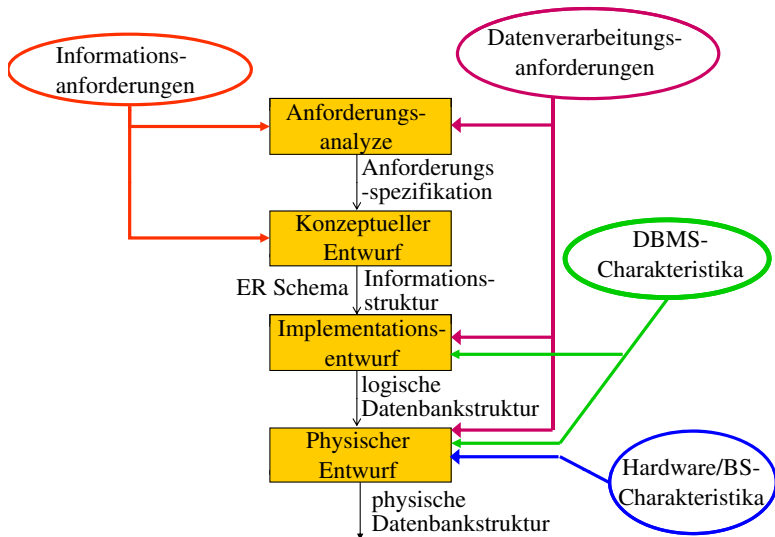 Informations-
anforderungen
Datenverarbeitungs-
anforderungen
Anforderungs-
analyze
Anforderungs
-spezifikation
Konzeptueller
Entwurf
DBMS-
Charakteristika
ER Schema
Informations-
struktur
Implementations-
entwurf
logische
Datenbankstruktur
Physischer
Entwurf
Hardware/BS-
Charakteristika
physische
Datenbankstruktur